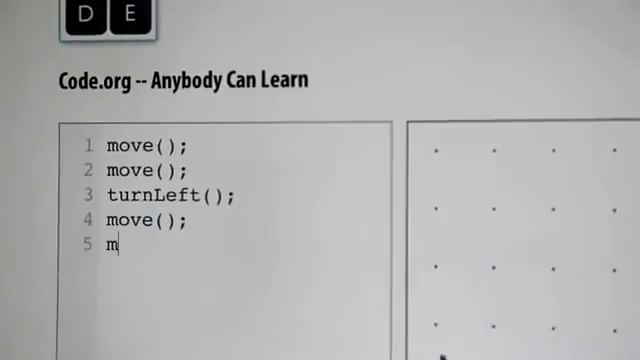 D E
Code.org -- Anybody Can Learn
1 move();
2 move();
3 turnLeft();
4 move();
5 m